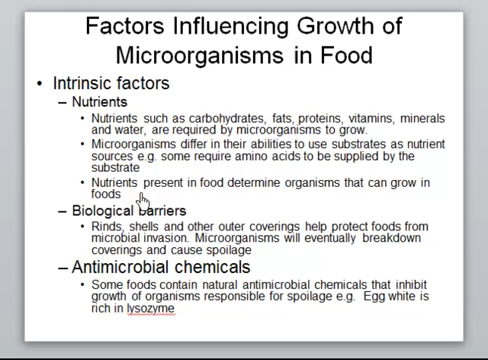 Factors Influencing Growth of
Microorganisms in Food
• Intrinsic factors
– Nutrients
• Nutrients such as carbohydrates, fats, proteins, vitamins, minerals
and water, are required by microorganisms to grow.
• Microorganisms differ in their abilities to use substrates as nutrient
sources e.g. some require amino acids to be supplied by the
substrate
• Nutrients present in food determine organisms that can grow in
foods
– Biological barriers
• Rinds, shells and other outer coverings help protect foods from
microbial invasion. Microorganisms will eventually breakdown
coverings and cause spoilage
– Antimicrobial chemicals
• Some foods contain natural antimicrobial chemicals that inhibit
growth of organisms responsible for spoilage e.g. Egg white is
rich in lysozyme